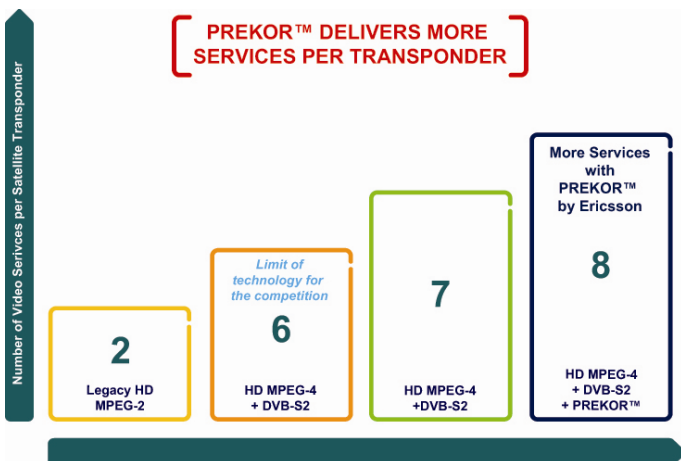 PREKOR™ DELIVERS MORE
SERVICES PER TRANSPONDER
Number of Video Serivces per Satellite Transponder
2
Legacy HD
MPEG-2
Limit of
technology for
the competition
6
HD MPEG-4
+ DVB-S2
7
HD MPEG-4
+DVB-S2
More Services
with
PREKOR™
by Ericsson
8
HD MPEG-4
+ DVB-S2
+ PREKOR™